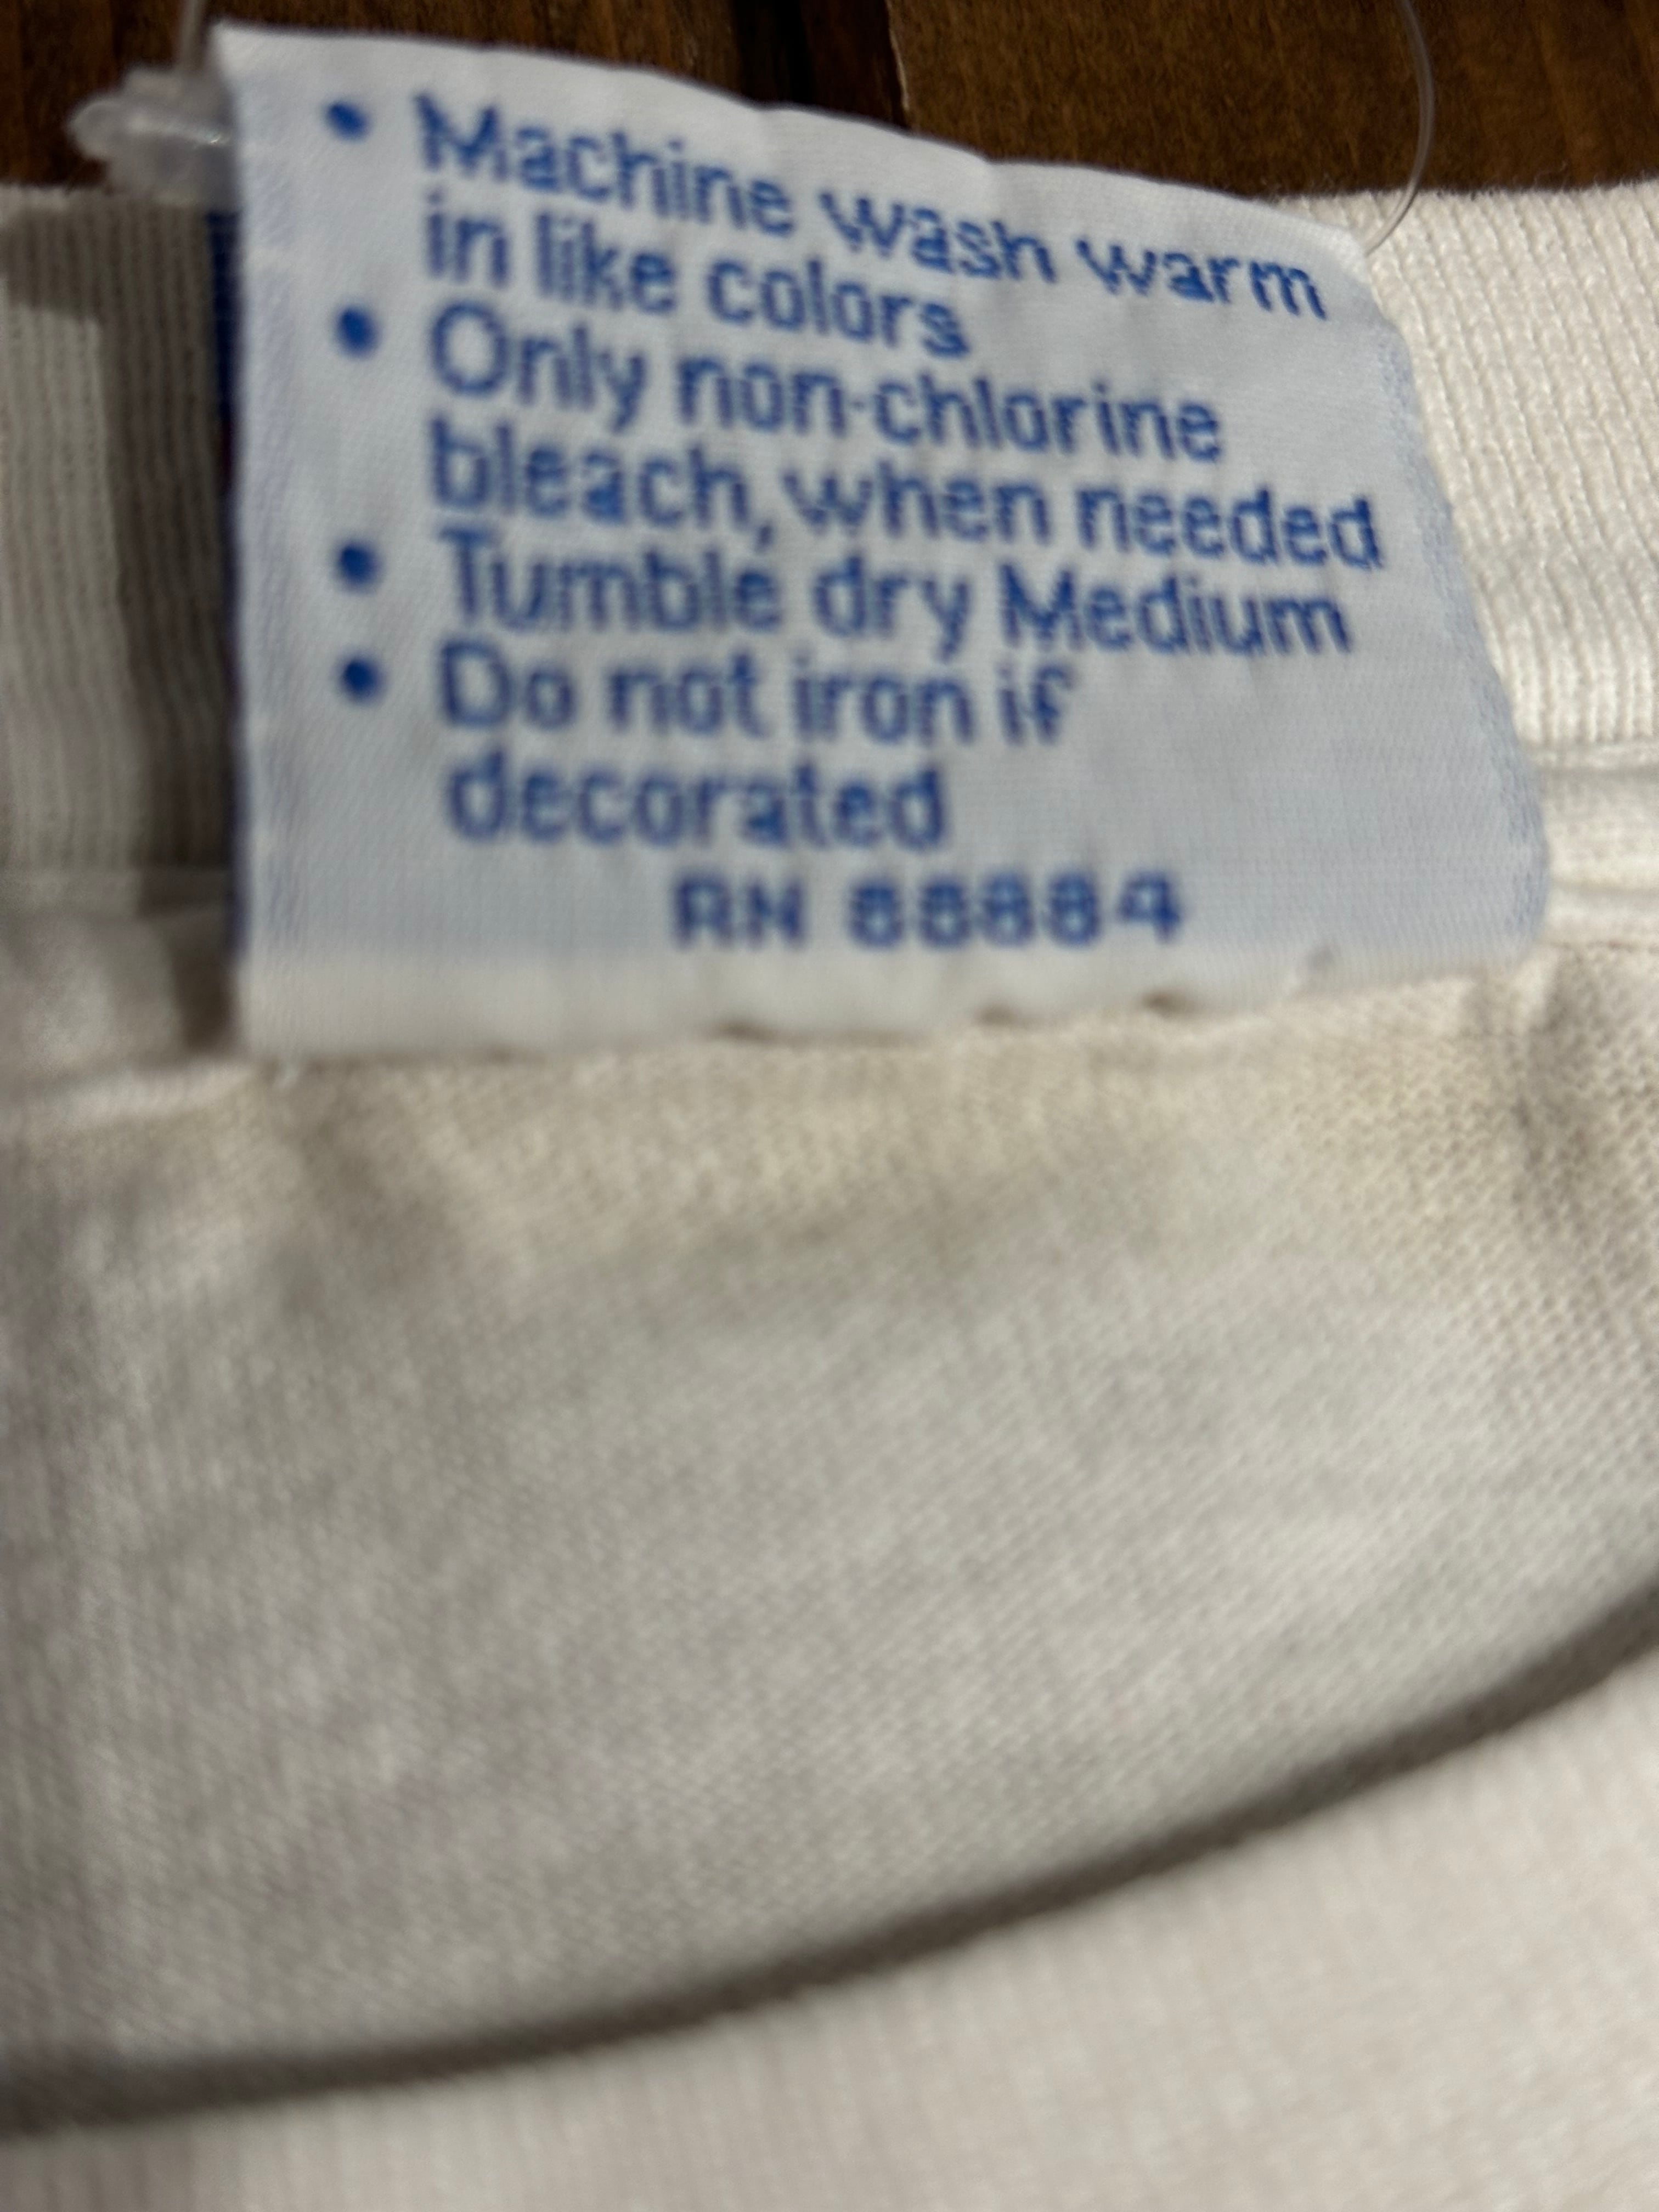 • Machine wash warm
in like colors
• Only non-chlorine
bleach, when needed
• Tumble dry Medium
• Do not iron if
decorated
RN